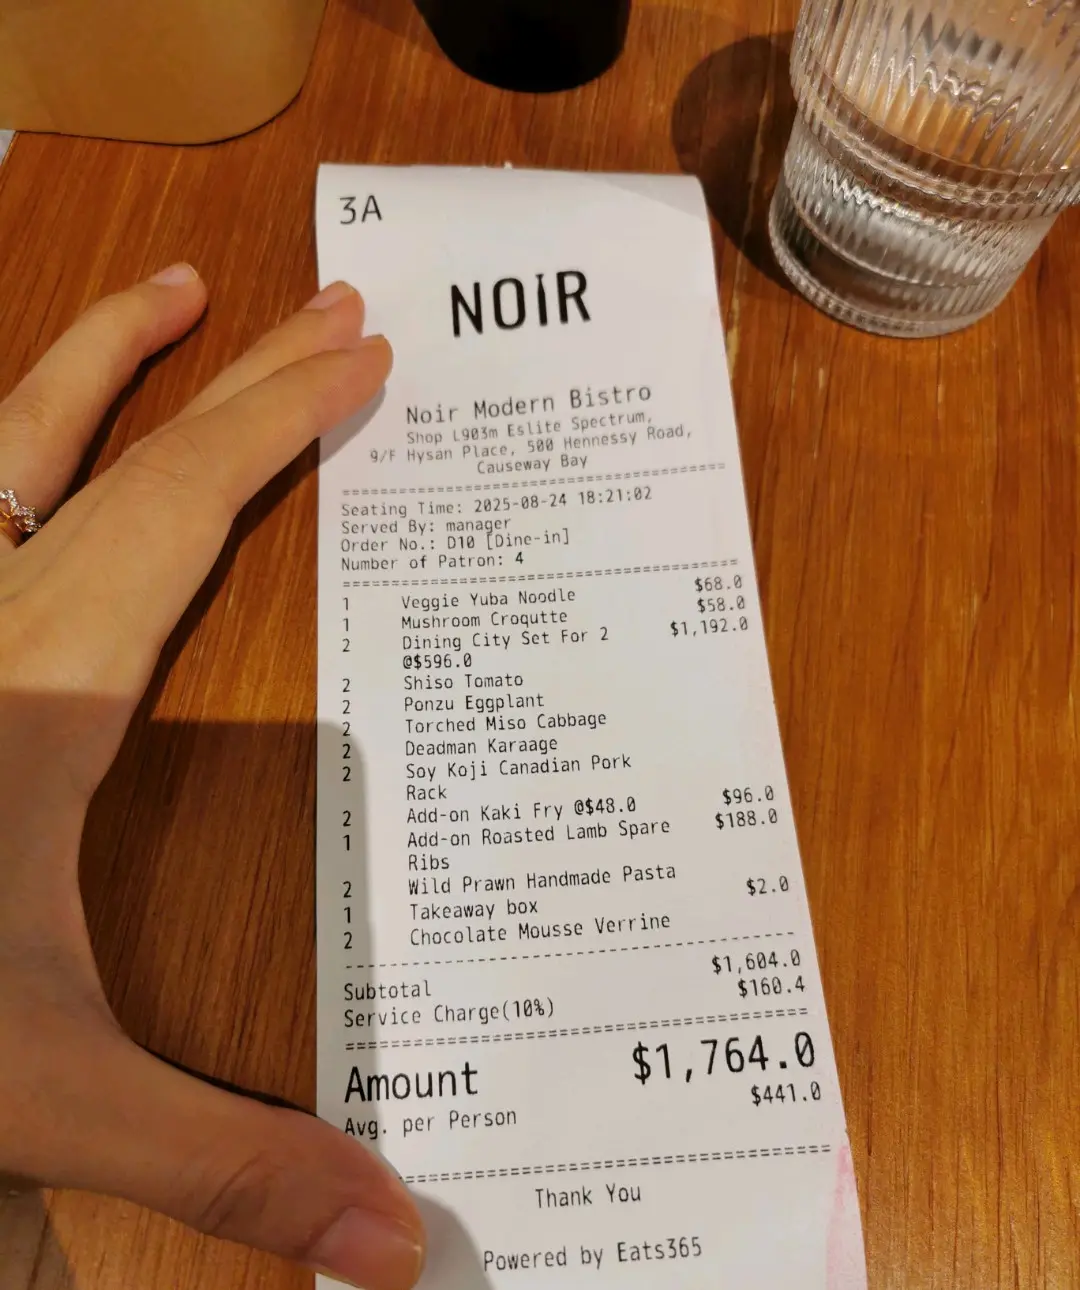 3A
NOIR
Noir Modern Bistro
Shop L903m Eslite Spectrum,
9/F Hysan Place, 500 Hennessy Road,
Causeway Bay
================================================
Seating Time: 2025-08-24 18:21:02
Served By: manager
Order No.: D10 [Dine-in]
Number of Patron: 4
================================================
1 Veggie Yuba Noodle $68.0
1 Mushroom Croqutte $58.0
2 Dining City Set For 2 $1,192.0
@$596.0
2 Shiso Tomato
2 Ponzu Eggplant
2 Torched Miso Cabbage
2 Deadman Karaage
2 Soy Koji Canadian Pork
Rack
2 Add-on Kaki Fry @$48.0 $96.0
1 Add-on Roasted Lamb Spare $188.0
Ribs
2 Wild Prawn Handmade Pasta
1 Takeaway box $2.0
2 Chocolate Mousse Verrine
------------------------------------------------
Subtotal $1,604.0
Service Charge(10%) $160.4
================================================
Amount $1,764.0
Avg. per Person $441.0
================================================
Thank You
Powered by Eats365